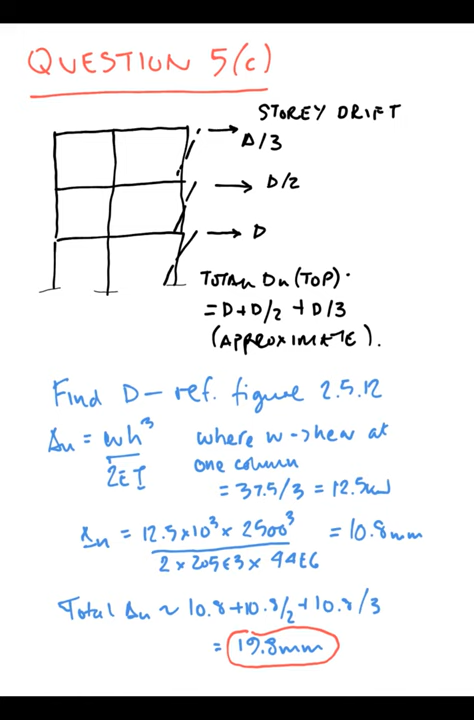 QUESTION 5(c)
STOREY DRIFT
D/3
D/2
D
TOTAL Du (TOP).
= D + D/2 + D/3
(APPROXIMATE).
Find D - ref. figure 2.5.12
Δu = wh³/2EI where w → shear at
one column
= 37.5/3 = 12.5kN
Δu = 12.5×10³ × 2500³ / 2 × 205E3 × 44E6 = 10.8mm
Total Δu ~ 10.8 + 10.8/2 + 10.8/3
= 19.8mm